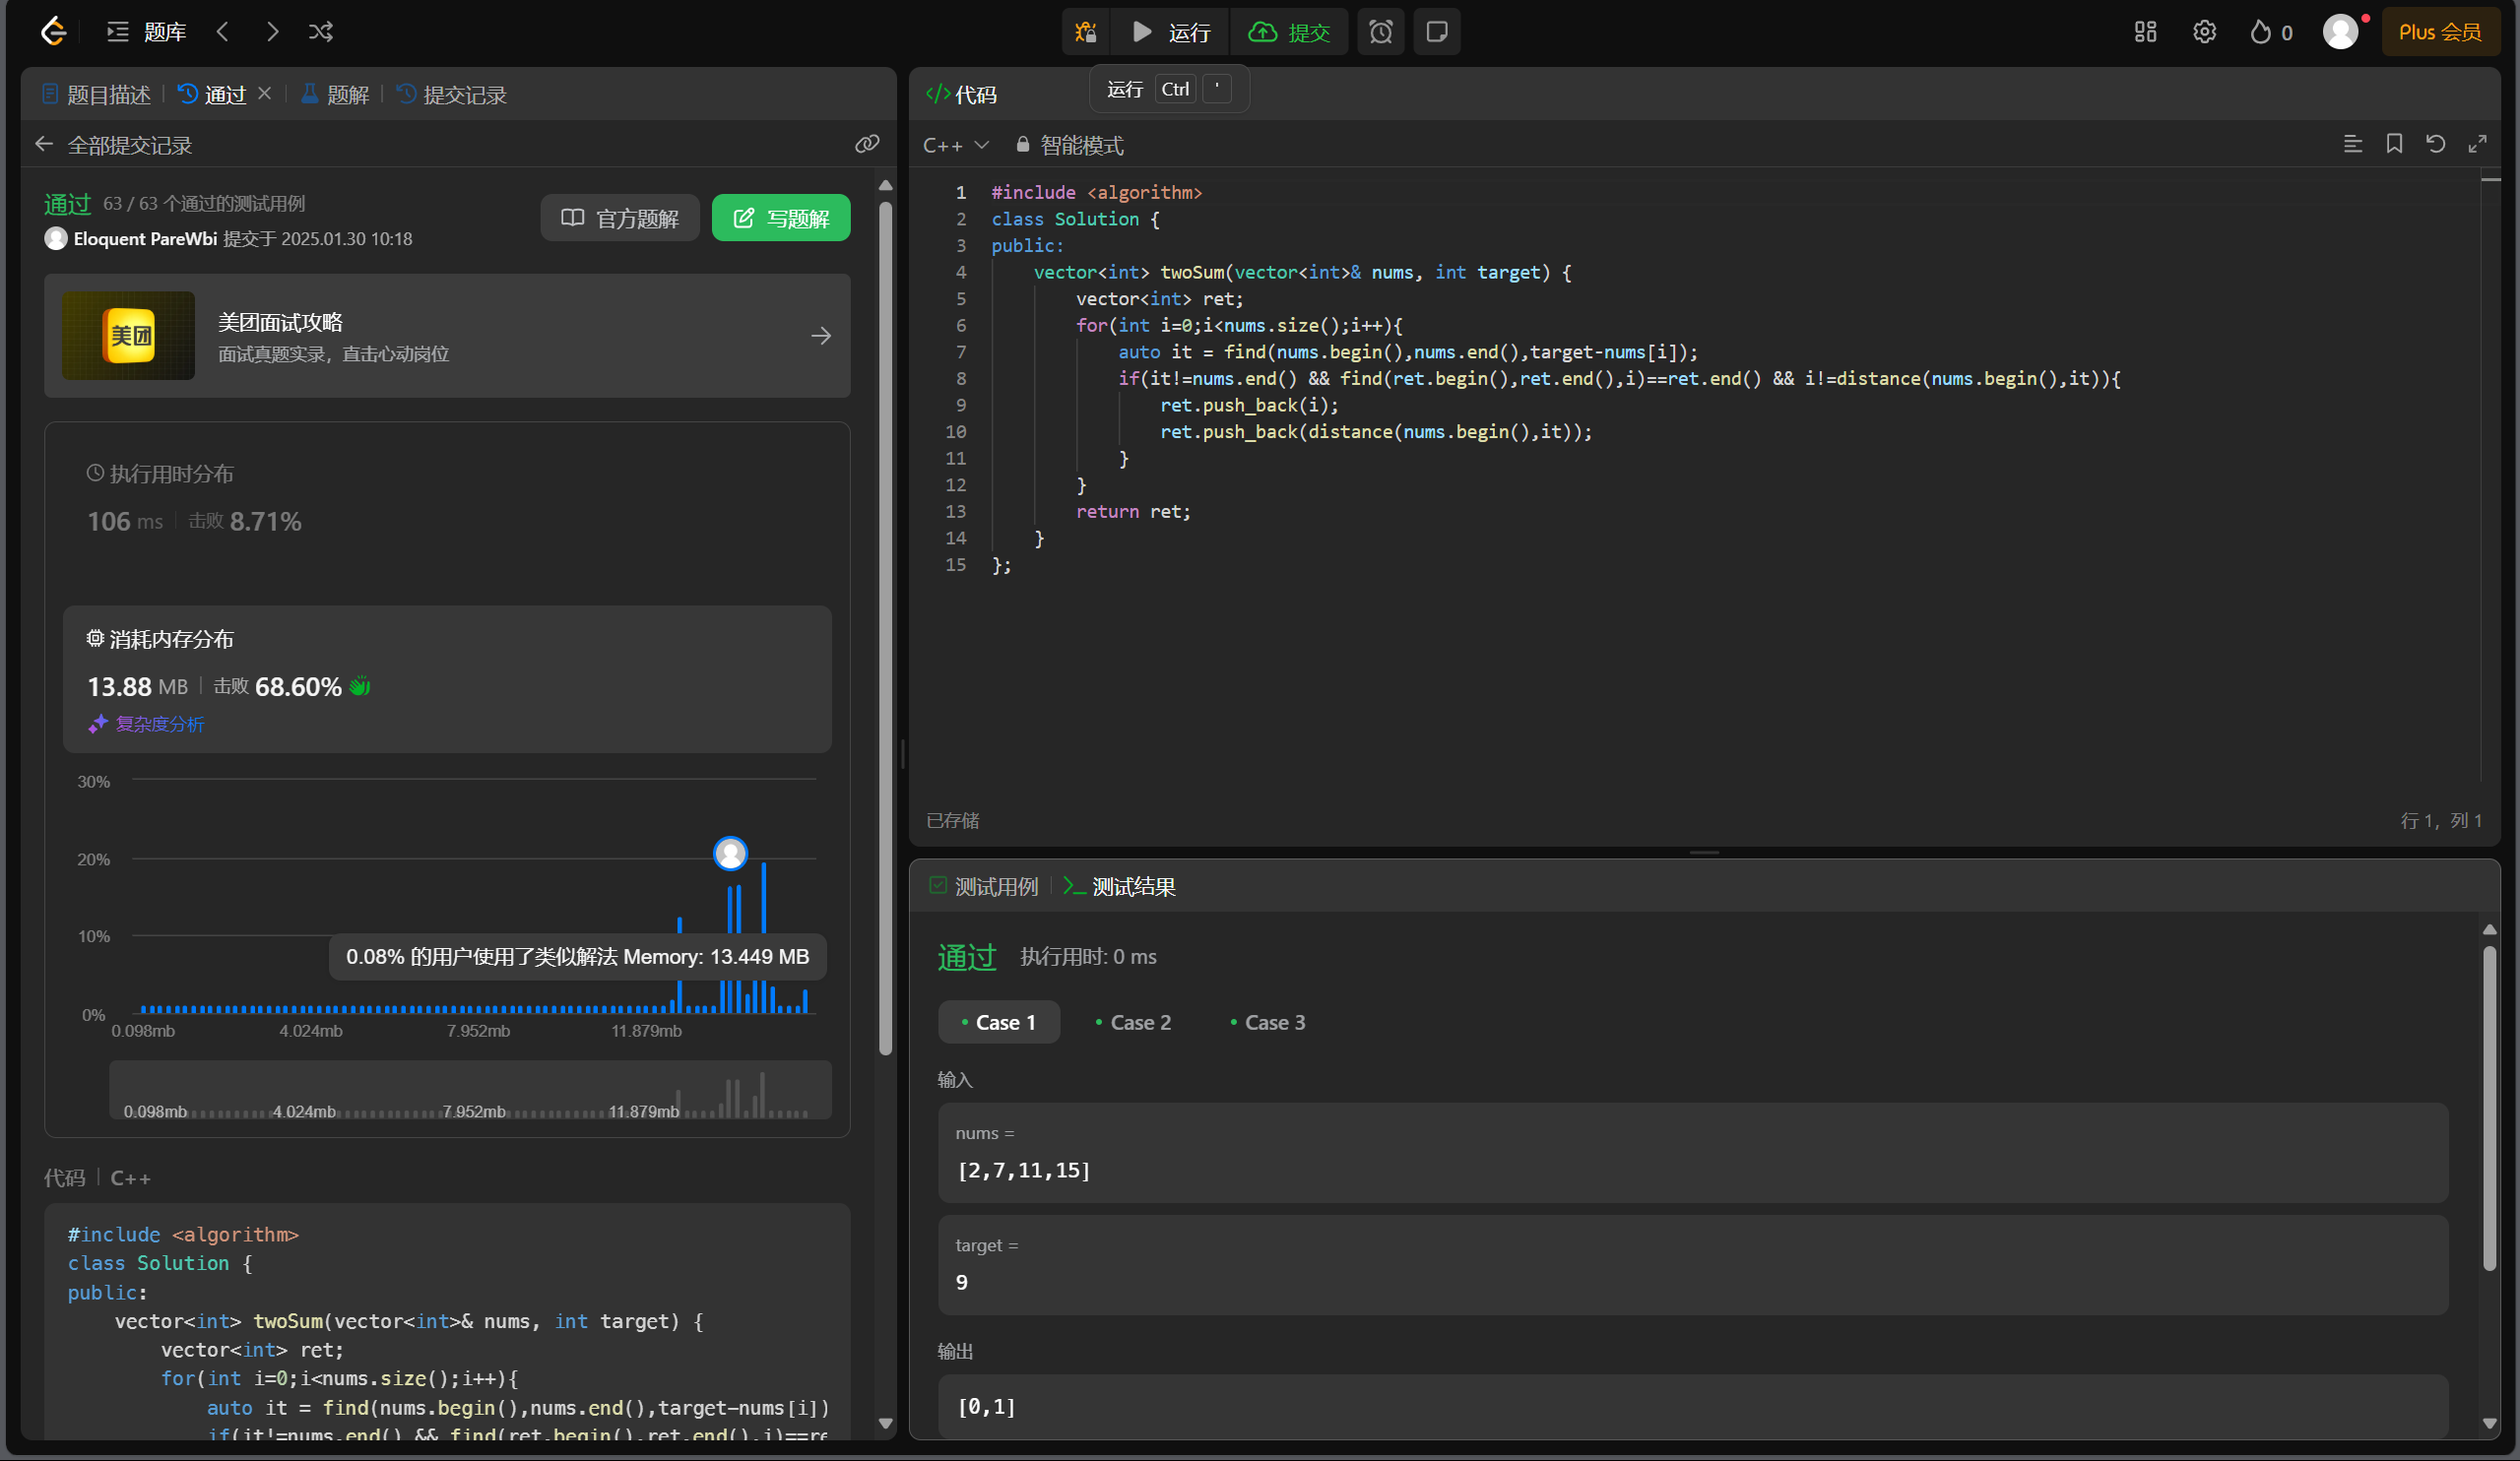 题库
运行
提交
0
Plus 会员
题目描述
通过
题解
提交记录
全部提交记录
通过 63 / 63 个通过的测试用例
Eloquent PareWbi 提交于 2025.01.30 10:18
官方题解
写题解
美团
美团面试攻略
面试真题实录，直击心动岗位
执行用时分布
106 ms 击败 8.71%
消耗内存分布
13.88 MB 击败 68.60%
复杂度分析
30%
20%
10%
0%
0.08% 的用户使用了类似解法 Memory: 13.449 MB
0.098mb 4.024mb 7.952mb 11.879mb
0.098mb 4.024mb 7.952mb 11.879mb
代码 C++
#include <algorithm>
class Solution {
public:
    vector<int> twoSum(vector<int>& nums, int target) {
        vector<int> ret;
        for(int i=0;i<nums.size();i++){
            auto it = find(nums.begin(),nums.end(),target-nums[i])
            if(it!=nums.end() && find(ret.begin(),ret.end(),i)==re
代码
运行 Ctrl '
C++ 智能模式
1 #include <algorithm>
2 class Solution {
3 public:
4     vector<int> twoSum(vector<int>& nums, int target) {
5         vector<int> ret;
6         for(int i=0;i<nums.size();i++){
7             auto it = find(nums.begin(),nums.end(),target-nums[i]);
8             if(it!=nums.end() && find(ret.begin(),ret.end(),i)==ret.end() && i!=distance(nums.begin(),it)){
9                 ret.push_back(i);
10                 ret.push_back(distance(nums.begin(),it));
11             }
12         }
13         return ret;
14     }
15 };
已存储
行 1, 列 1
测试用例
测试结果
通过 执行用时: 0 ms
Case 1
Case 2
Case 3
输入
nums =
[2,7,11,15]
target =
9
输出
[0,1]